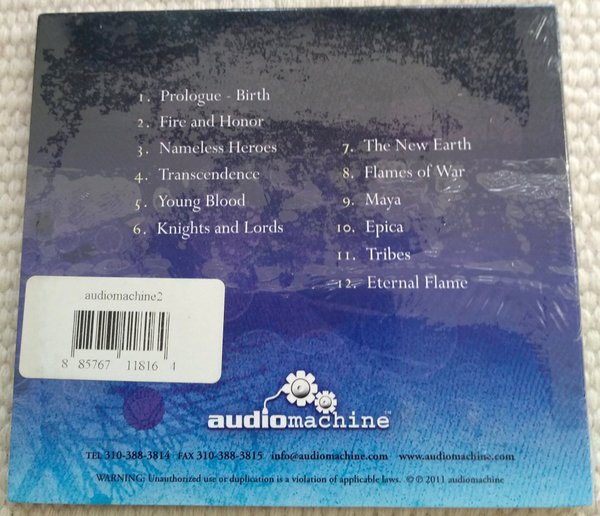 1. Prologue - Birth
2. Fire and Honor
3. Nameless Heroes
4. Transcendence
5. Young Blood
6. Knights and Lords
7. The New Earth
8. Flames of War
9. Maya
10. Epica
11. Tribes
12. Eternal Flame
audiomachine2
8 85767 11816 4
audiomachine™
TEL 310-388-3814 FAX 310-388-3815 info@audiomachine.com www.audiomachine.com
WARNING: Unauthorized use or duplication is a violation of applicable laws. © ℗ 2011 audiomachine